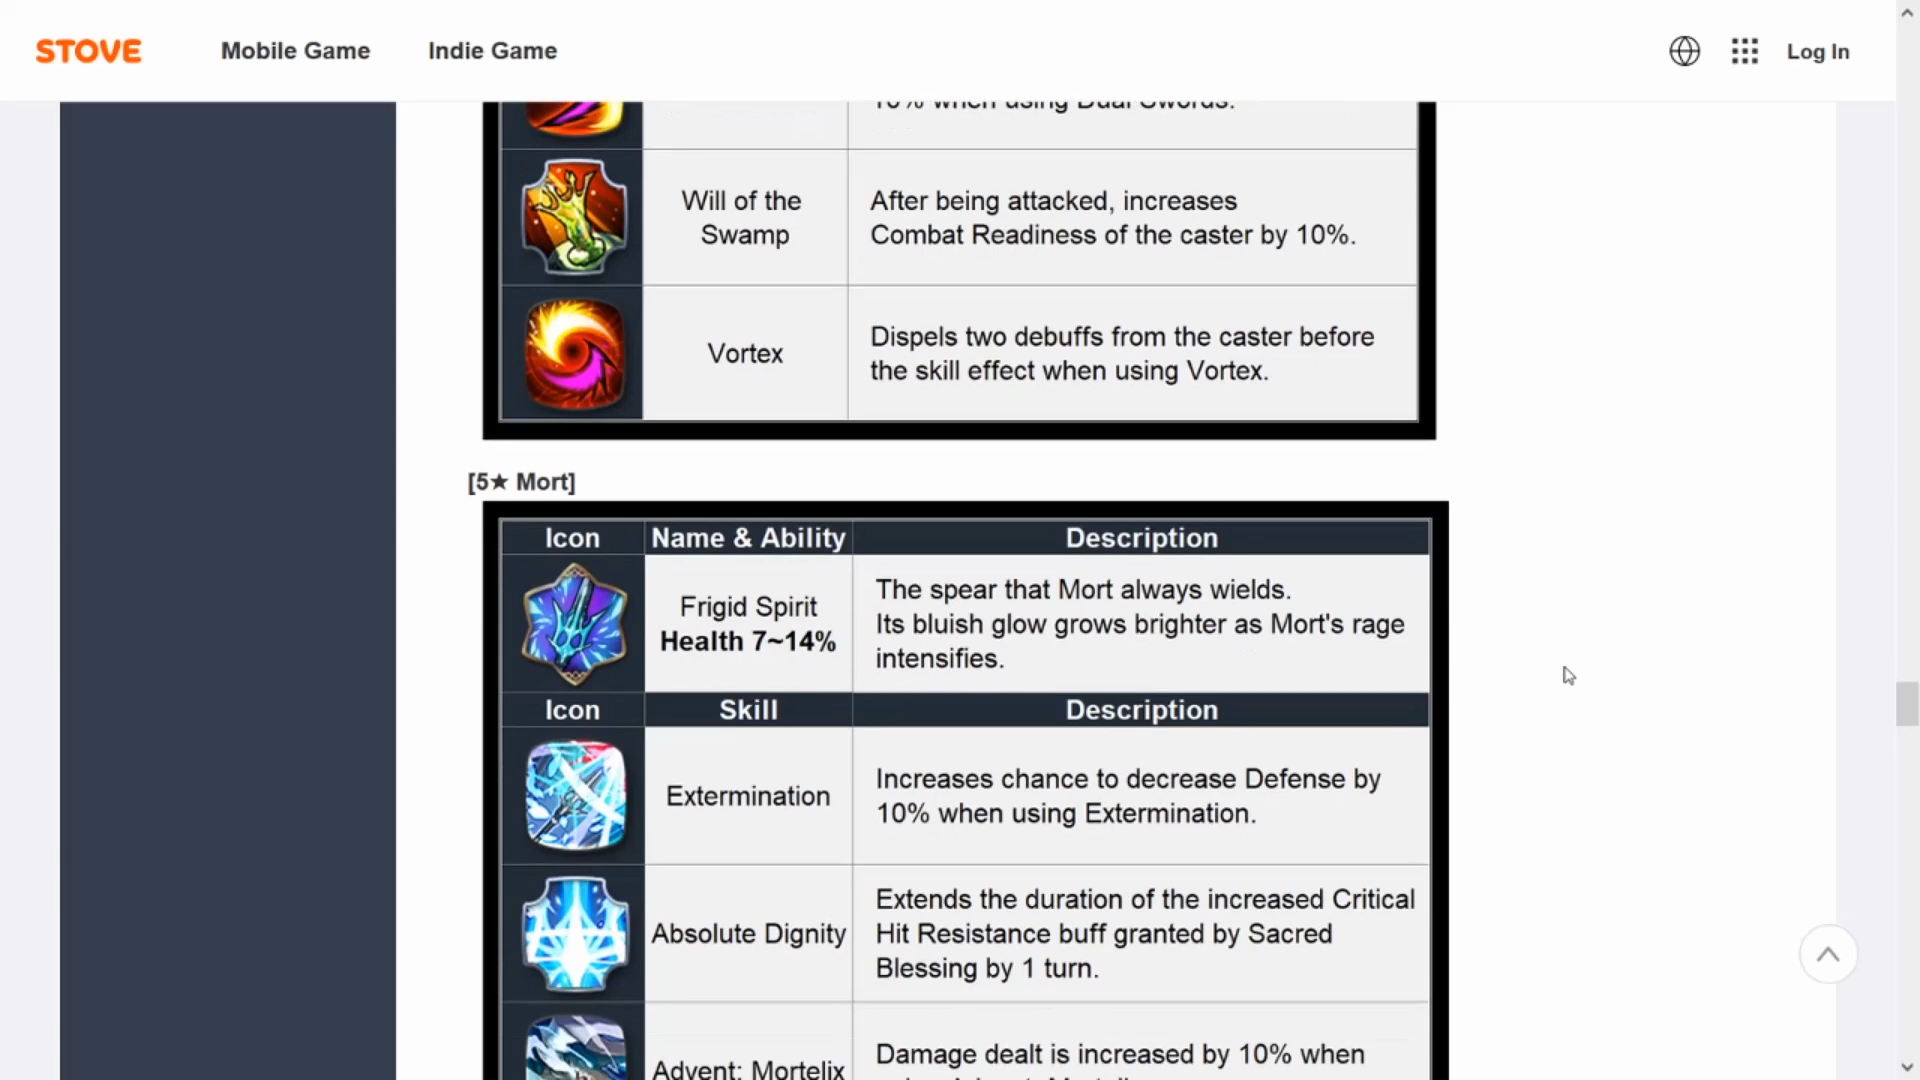 STOVE
Mobile Game
Indie Game
Log In
10% when using Dual Swords.
Will of the
Swamp
After being attacked, increases
Combat Readiness of the caster by 10%.
Vortex
Dispels two debuffs from the caster before
the skill effect when using Vortex.
[5★ Mort]
Icon
Name & Ability
Description
Frigid Spirit
Health 7~14%
The spear that Mort always wields.
Its bluish glow grows brighter as Mort's rage
intensifies.
Icon
Skill
Description
Extermination
Increases chance to decrease Defense by
10% when using Extermination.
Absolute Dignity
Extends the duration of the increased Critical
Hit Resistance buff granted by Sacred
Blessing by 1 turn.
Advent: Mortelix
Damage dealt is increased by 10% when